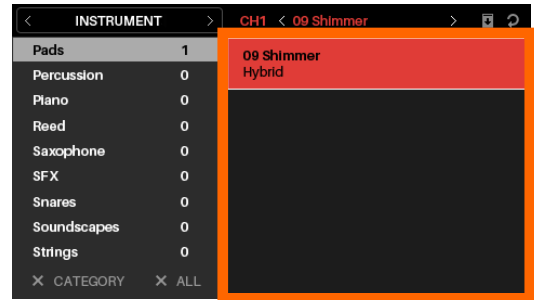 INSTRUMENT
CH1 < 09 Shimmer >
Pads 1
Percussion 0
Piano 0
Reed 0
Saxophone 0
SFX 0
Snares 0
Soundscapes 0
Strings 0
X CATEGORY X ALL
09 Shimmer
Hybrid